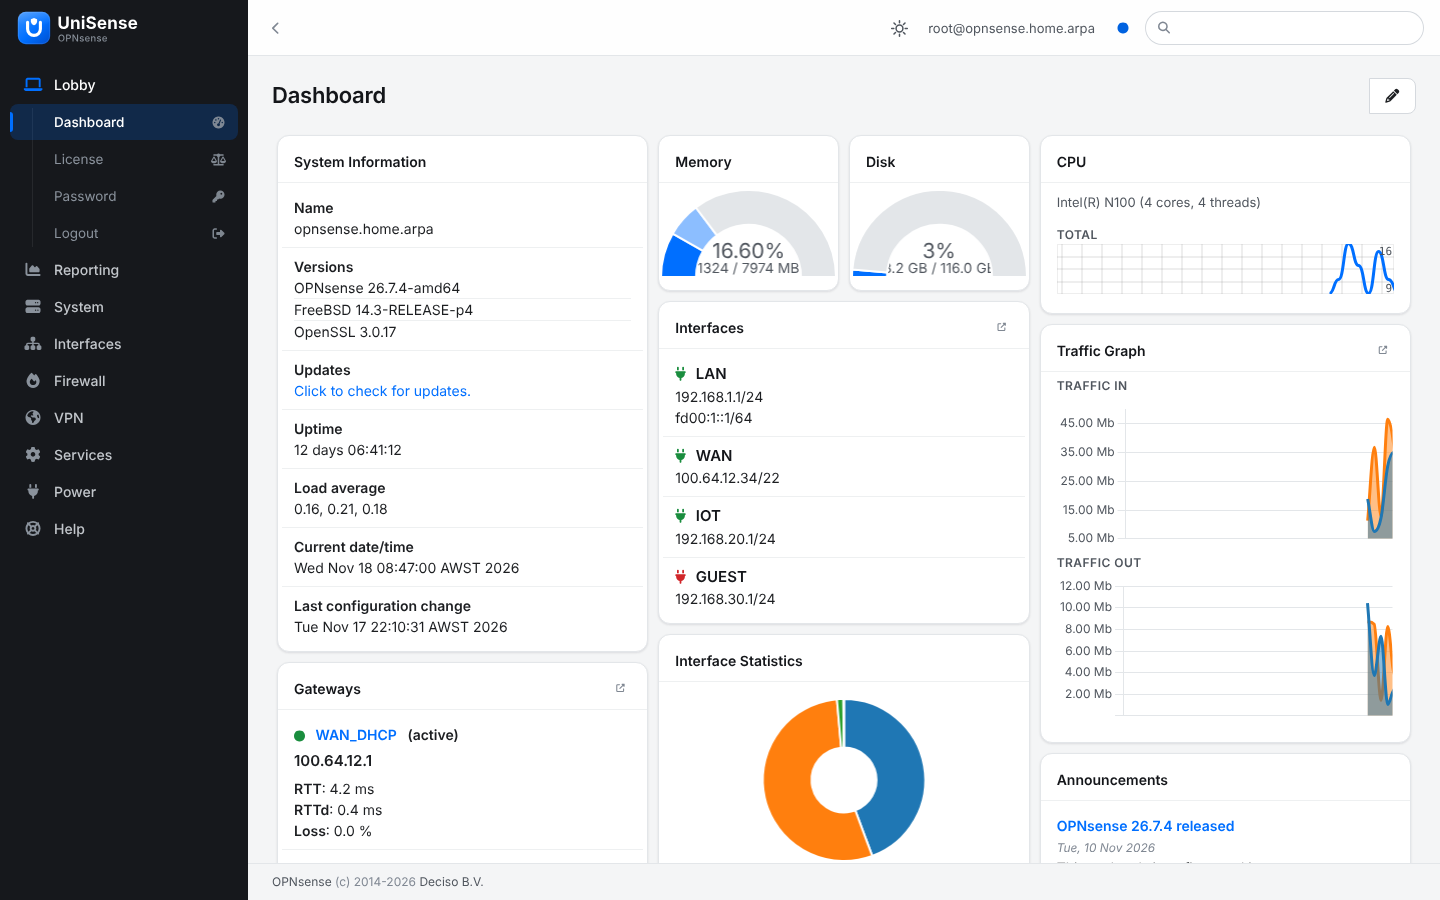 UniSense
OPNsense
Lobby
Dashboard
License
Password
Logout
Reporting
System
Interfaces
Firewall
VPN
Services
Power
Help
root@opnsense.home.arpa
Dashboard
System Information
Name
opnsense.home.arpa
Versions
OPNsense 26.7.4-amd64
FreeBSD 14.3-RELEASE-p4
OpenSSL 3.0.17
Updates
Click to check for updates.
Uptime
12 days 06:41:12
Load average
0.16, 0.21, 0.18
Current date/time
Wed Nov 18 08:47:00 AWST 2026
Last configuration change
Tue Nov 17 22:10:31 AWST 2026
Gateways
WAN_DHCP (active)
100.64.12.1
RTT: 4.2 ms
RTTd: 0.4 ms
Loss: 0.0 %
Memory
16.60%
1324 / 7974 MB
Disk
3%
.2 GB / 116.0
Interfaces
LAN
192.168.1.1/24
fd00:1::1/64
WAN
100.64.12.34/22
IOT
192.168.20.1/24
GUEST
192.168.30.1/24
Interface Statistics
CPU
Intel(R) N100 (4 cores, 4 threads)
TOTAL
16
9
Traffic Graph
TRAFFIC IN
45.00 Mb
35.00 Mb
25.00 Mb
15.00 Mb
5.00 Mb
TRAFFIC OUT
12.00 Mb
10.00 Mb
8.00 Mb
6.00 Mb
4.00 Mb
2.00 Mb
Announcements
OPNsense 26.7.4 released
Tue, 10 Nov 2026
OPNsense (c) 2014-2026 Deciso B.V.